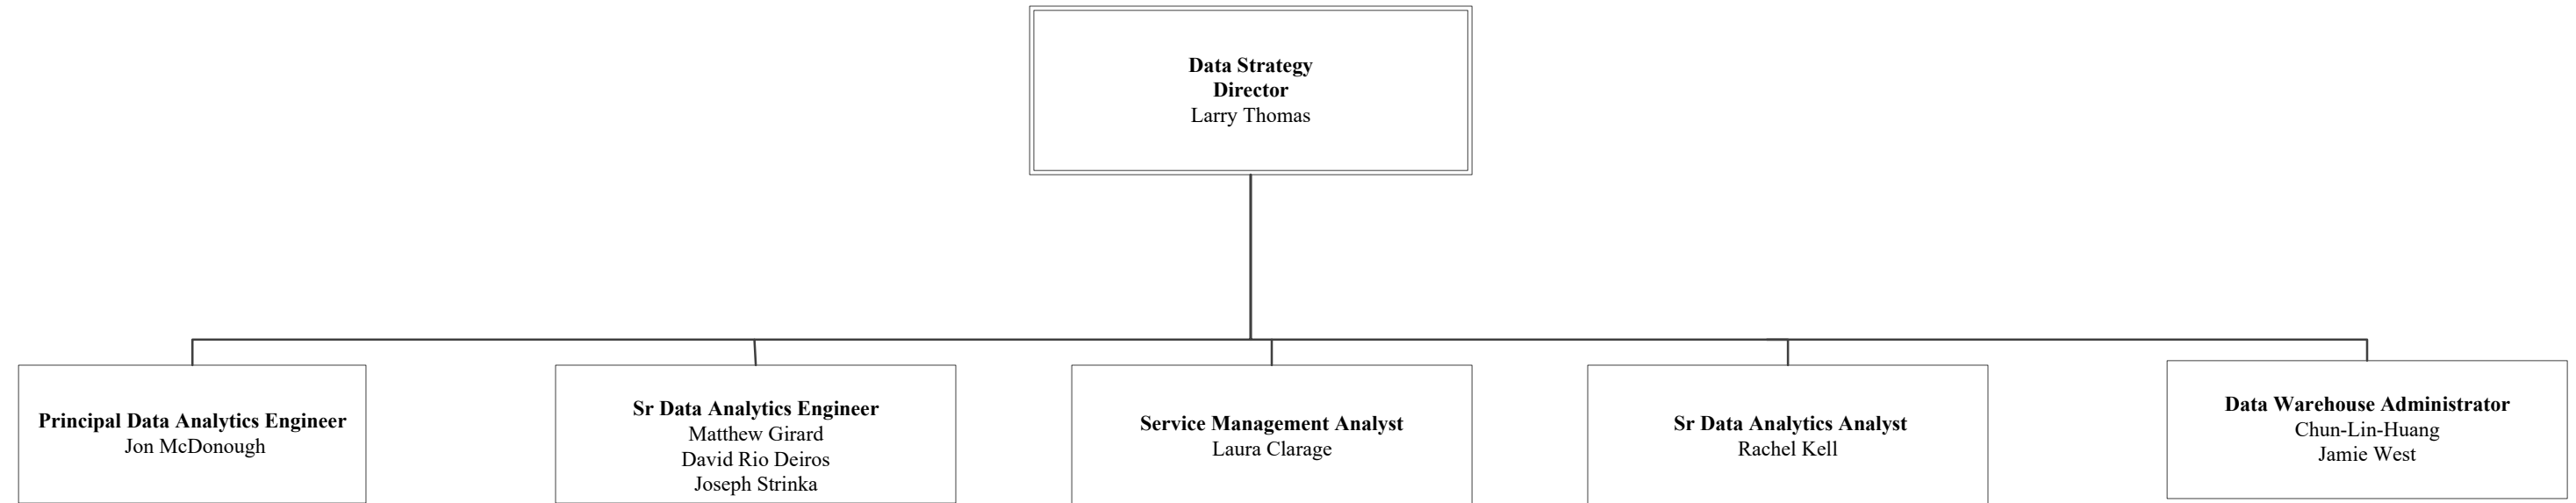 Data Strategy
Director
Larry Thomas
Principal Data Analytics Engineer
Jon McDonough
Sr Data Analytics Engineer
Matthew Girard
David Rio Deiros
Joseph Strinka
Service Management Analyst
Laura Clarage
Sr Data Analytics Analyst
Rachel Kell
Data Warehouse Administrator
Chun-Lin-Huang
Jamie West